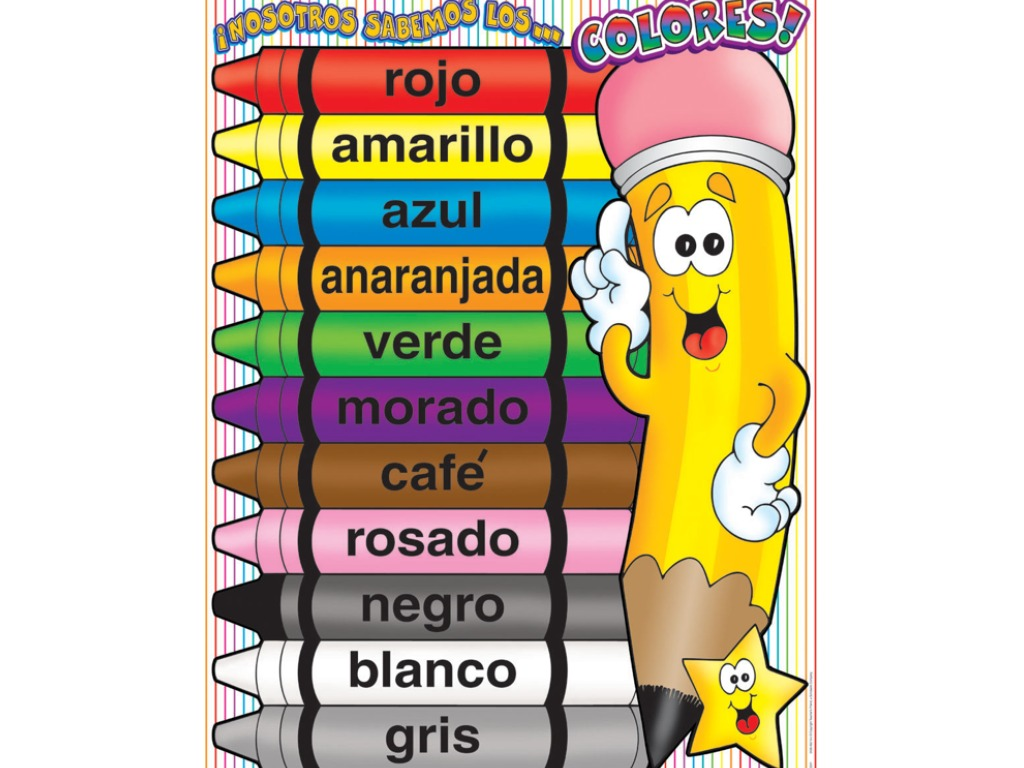 ¡NOSOTROS SABEMOS LOS... COLORES!
rojo
amarillo
azul
anaranjada
verde
morado
café
rosado
negro
blanco
gris